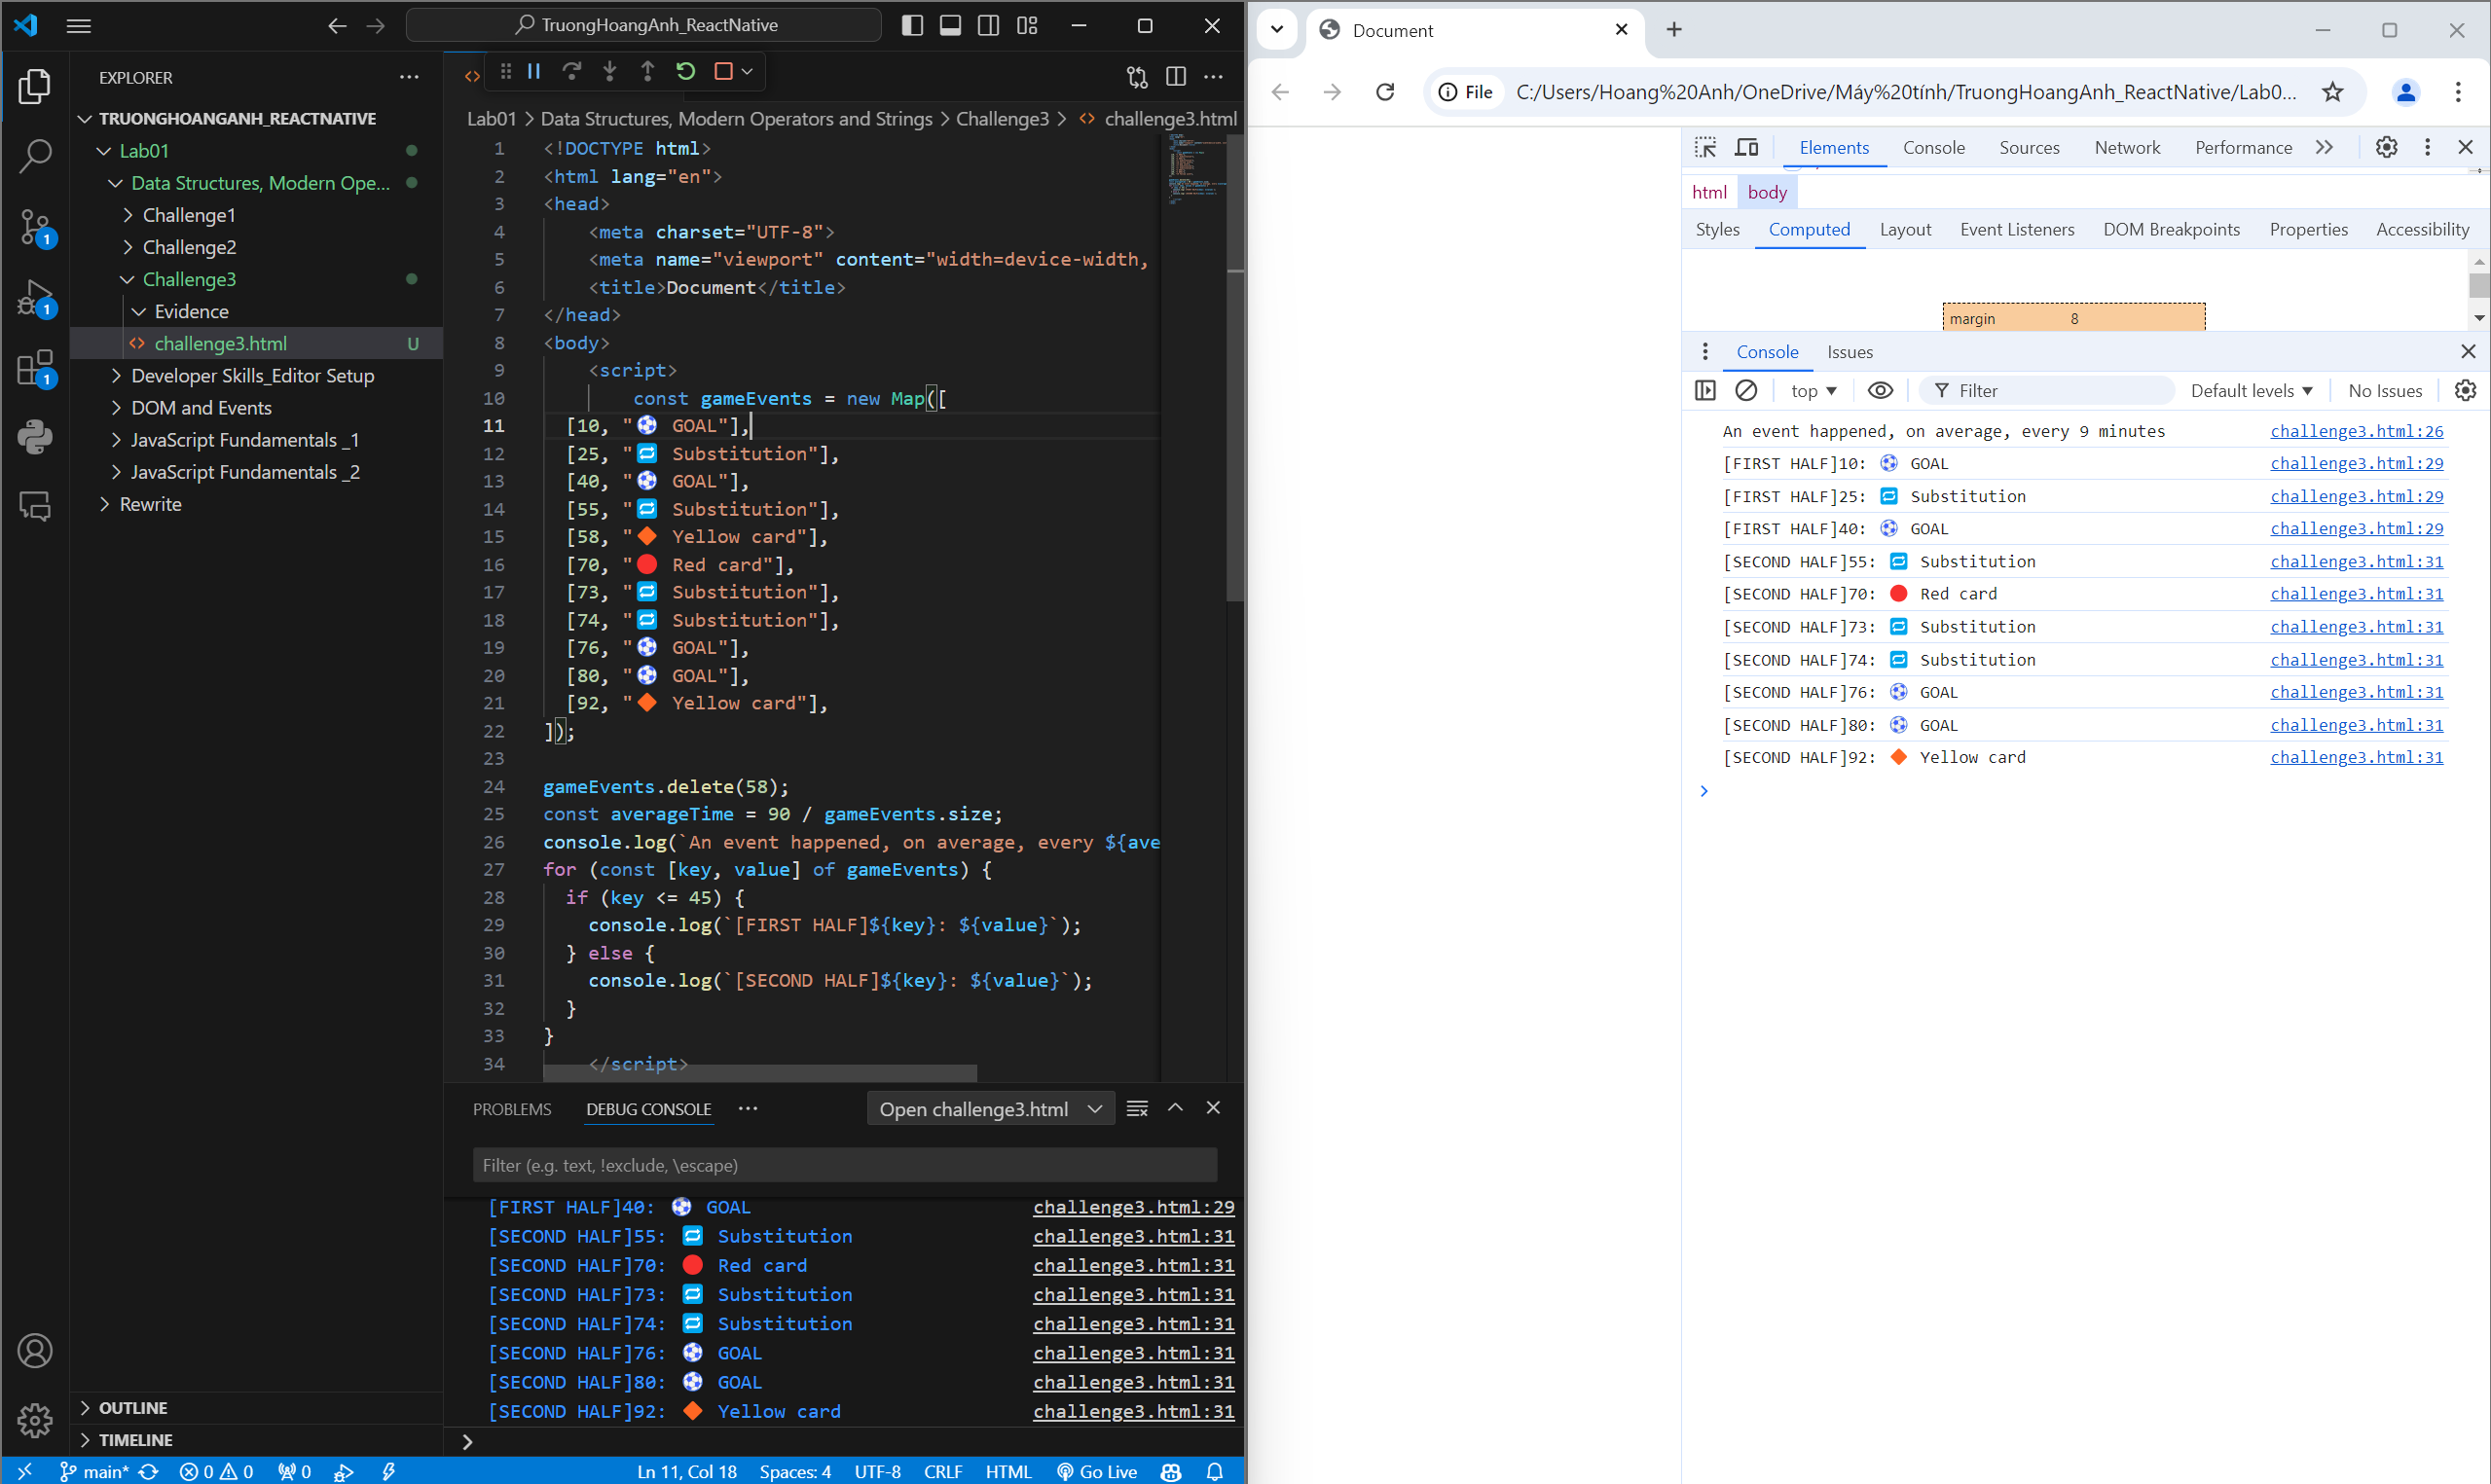 TruongHoangAnh_ReactNative
EXPLORER
TRUONGHOANGANH_REACTNATIVE
Lab01
Data Structures, Modern Ope...
Challenge1
Challenge2
Challenge3
Evidence
challenge3.html U
Developer Skills_Editor Setup
DOM and Events
JavaScript Fundamentals _1
JavaScript Fundamentals _2
Rewrite
1
1
1
OUTLINE
TIMELINE
Lab01 > Data Structures, Modern Operators and Strings > Challenge3 > challenge3.html
1 <!DOCTYPE html>
2 <html lang="en">
3 <head>
4 <meta charset="UTF-8">
5 <meta name="viewport" content="width=device-width,
6 <title>Document</title>
7 </head>
8 <body>
9 <script>
10 const gameEvents = new Map([
11 [10, "⚽ GOAL"],
12 [25, "🔁 Substitution"],
13 [40, "⚽ GOAL"],
14 [55, "🔁 Substitution"],
15 [58, "🔶 Yellow card"],
16 [70, "🔴 Red card"],
17 [73, "🔁 Substitution"],
18 [74, "🔁 Substitution"],
19 [76, "⚽ GOAL"],
20 [80, "⚽ GOAL"],
21 [92, "🔶 Yellow card"],
22 ]);
23
24 gameEvents.delete(58);
25 const averageTime = 90 / gameEvents.size;
26 console.log(`An event happened, on average, every ${ave
27 for (const [key, value] of gameEvents) {
28 if (key <= 45) {
29 console.log(`[FIRST HALF]${key}: ${value}`);
30 } else {
31 console.log(`[SECOND HALF]${key}: ${value}`);
32 }
33 }
34 </script>
PROBLEMS DEBUG CONSOLE ... Open challenge3.html
Filter (e.g. text, !exclude, \escape)
[FIRST HALF]40: ⚽ GOAL challenge3.html:29
[SECOND HALF]55: 🔁 Substitution challenge3.html:31
[SECOND HALF]70: 🔴 Red card challenge3.html:31
[SECOND HALF]73: 🔁 Substitution challenge3.html:31
[SECOND HALF]74: 🔁 Substitution challenge3.html:31
[SECOND HALF]76: ⚽ GOAL challenge3.html:31
[SECOND HALF]80: ⚽ GOAL challenge3.html:31
[SECOND HALF]92: 🔶 Yellow card challenge3.html:31
main* 0 0 0 Ln 11, Col 18 Spaces: 4 UTF-8 CRLF HTML Go Live
Document
File C:/Users/Hoang%20Anh/OneDrive/Máy%20tính/TruongHoangAnh_ReactNative/Lab0...
Elements Console Sources Network Performance
html body
Styles Computed Layout Event Listeners DOM Breakpoints Properties Accessibility
margin 8
Console Issues
top Filter Default levels No Issues
An event happened, on average, every 9 minutes challenge3.html:26
[FIRST HALF]10: ⚽ GOAL challenge3.html:29
[FIRST HALF]25: 🔁 Substitution challenge3.html:29
[FIRST HALF]40: ⚽ GOAL challenge3.html:29
[SECOND HALF]55: 🔁 Substitution challenge3.html:31
[SECOND HALF]70: 🔴 Red card challenge3.html:31
[SECOND HALF]73: 🔁 Substitution challenge3.html:31
[SECOND HALF]74: 🔁 Substitution challenge3.html:31
[SECOND HALF]76: ⚽ GOAL challenge3.html:31
[SECOND HALF]80: ⚽ GOAL challenge3.html:31
[SECOND HALF]92: 🔶 Yellow card challenge3.html:31